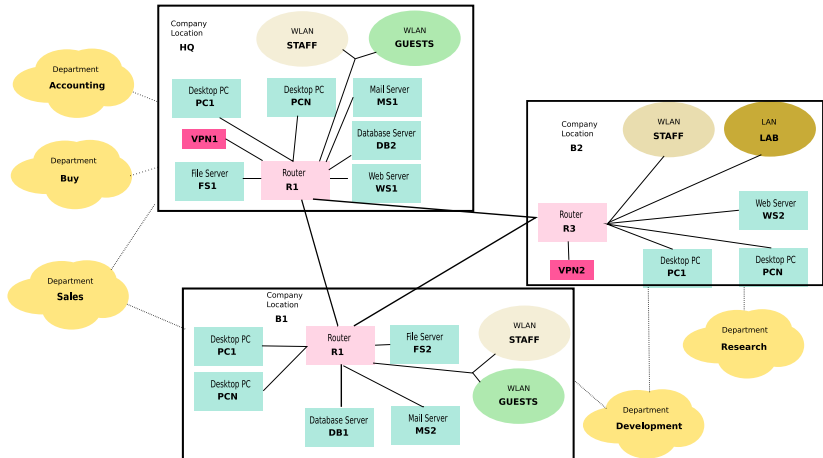 Company
Location
HQ
WLAN
STAFF
WLAN
GUESTS
Department
Accounting
Desktop PC
PC1
Desktop PC
PCN
Mail Server
MS1
VPN1
Database Server
DB2
File Server
FS1
Router
R1
Web Server
WS1
Department
Buy
Department
Sales
Company
Location
B2
WLAN
STAFF
LAN
LAB
Router
R3
Web Server
WS2
VPN2
Desktop PC
PC1
Desktop PC
PCN
Company
Location
B1
Desktop PC
PC1
Desktop PC
PCN
Router
R1
File Server
FS2
WLAN
STAFF
WLAN
GUESTS
Database Server
DB1
Mail Server
MS2
Department
Research
Department
Development